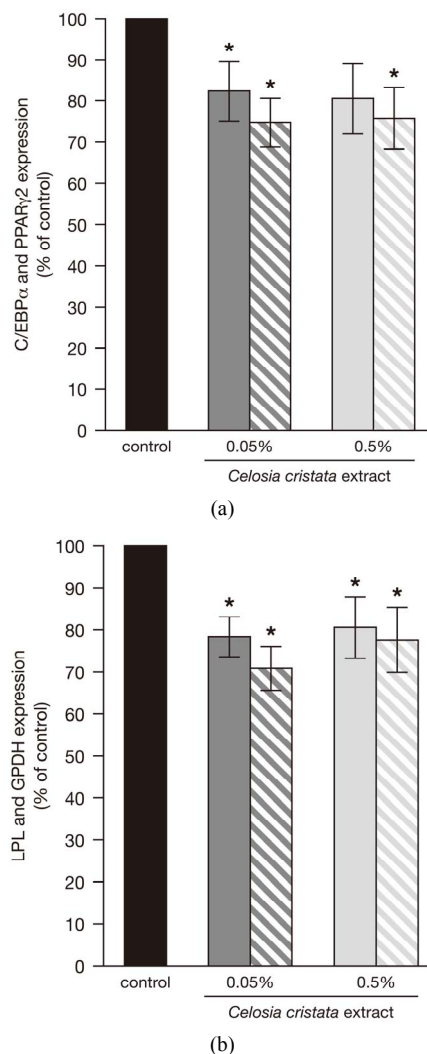 C/EBPα and PPARγ2 expression
(% of control)
100
90
80
70
60
50
40
30
20
10
0
* * *
control 0.05% 0.5%
Celosia cristata extract
(a)
LPL and GPDH expression
(% of control)
100
90
80
70
60
50
40
30
20
10
0
* * * *
control 0.05% 0.5%
Celosia cristata extract
(b)